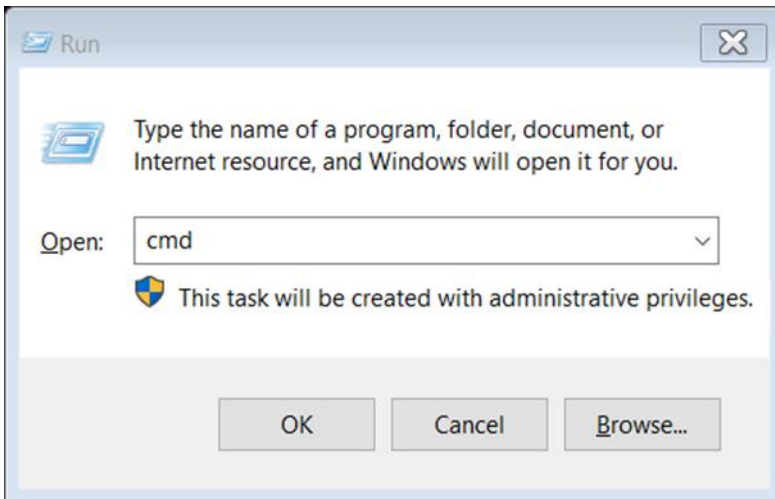 Run
Type the name of a program, folder, document, or
Internet resource, and Windows will open it for you.
Open: cmd
This task will be created with administrative privileges.
OK Cancel Browse...